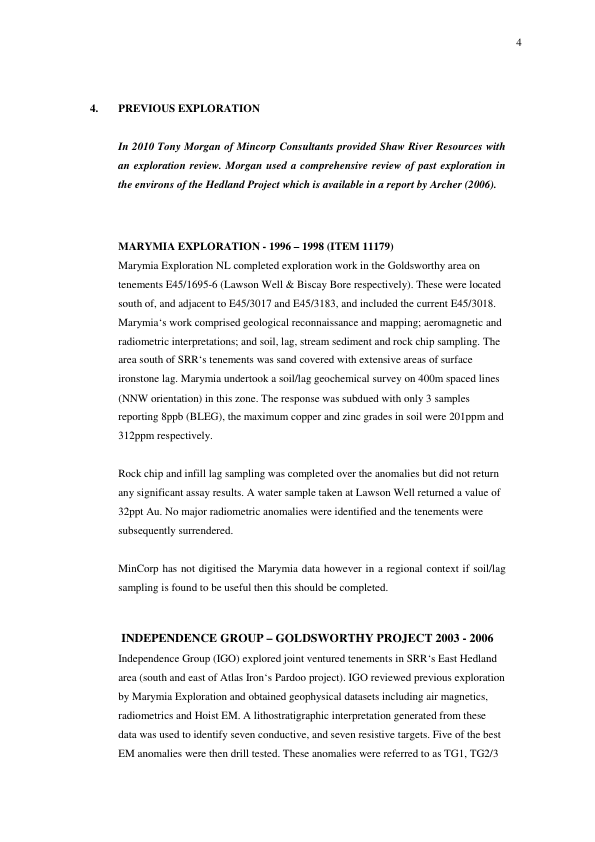 4
4. PREVIOUS EXPLORATION
In 2010 Tony Morgan of Mincorp Consultants provided Shaw River Resources with
an exploration review. Morgan used a comprehensive review of past exploration in
the environs of the Hedland Project which is available in a report by Archer (2006).
MARYMIA EXPLORATION - 1996 – 1998 (ITEM 11179)
Marymia Exploration NL completed exploration work in the Goldsworthy area on
tenements E45/1695-6 (Lawson Well & Biscay Bore respectively). These were located
south of, and adjacent to E45/3017 and E45/3183, and included the current E45/3018.
Marymia‘s work comprised geological reconnaissance and mapping; aeromagnetic and
radiometric interpretations; and soil, lag, stream sediment and rock chip sampling. The
area south of SRR‘s tenements was sand covered with extensive areas of surface
ironstone lag. Marymia undertook a soil/lag geochemical survey on 400m spaced lines
(NNW orientation) in this zone. The response was subdued with only 3 samples
reporting 8ppb (BLEG), the maximum copper and zinc grades in soil were 201ppm and
312ppm respectively.
Rock chip and infill lag sampling was completed over the anomalies but did not return
any significant assay results. A water sample taken at Lawson Well returned a value of
32ppt Au. No major radiometric anomalies were identified and the tenements were
subsequently surrendered.
MinCorp has not digitised the Marymia data however in a regional context if soil/lag
sampling is found to be useful then this should be completed.
INDEPENDENCE GROUP – GOLDSWORTHY PROJECT 2003 - 2006
Independence Group (IGO) explored joint ventured tenements in SRR‘s East Hedland
area (south and east of Atlas Iron‘s Pardoo project). IGO reviewed previous exploration
by Marymia Exploration and obtained geophysical datasets including air magnetics,
radiometrics and Hoist EM. A lithostratigraphic interpretation generated from these
data was used to identify seven conductive, and seven resistive targets. Five of the best
EM anomalies were then drill tested. These anomalies were referred to as TG1, TG2/3